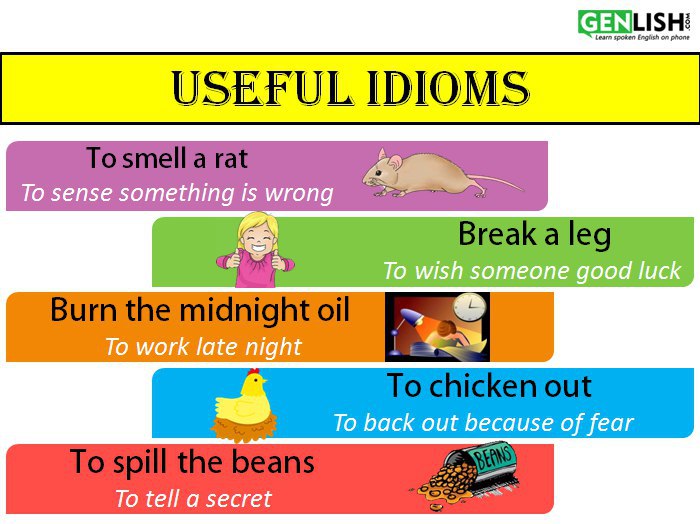 GENLISH.COM
Learn spoken English on phone
USEFUL IDIOMS
To smell a rat
To sense something is wrong
Break a leg
To wish someone good luck
Burn the midnight oil
To work late night
To chicken out
To back out because of fear
To spill the beans
To tell a secret
BEANS